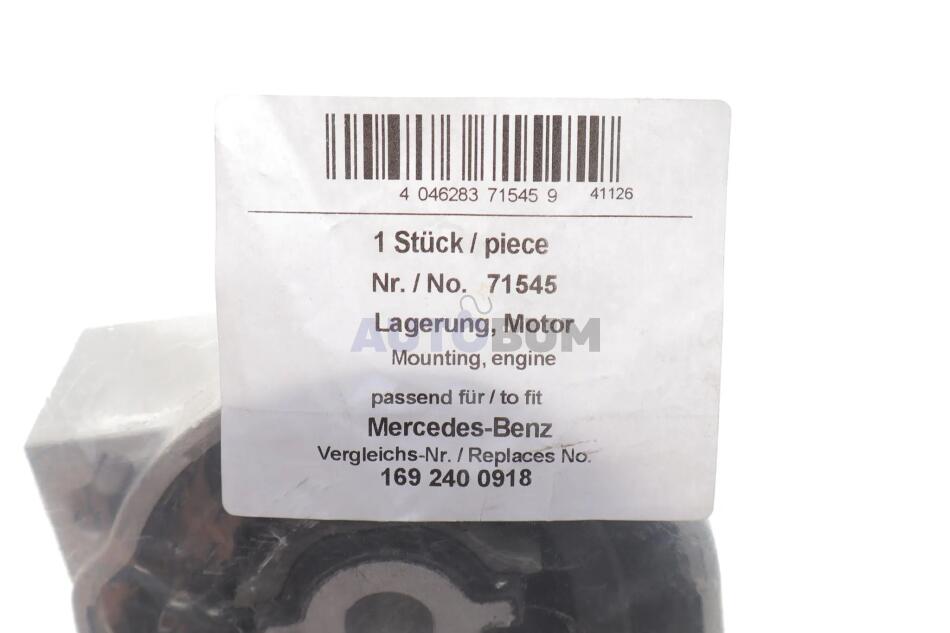 4 046283 71545 9 41126
1 Stück / piece
Nr. / No. 71545
Lagerung, Motor
AUTOBUM
Mounting, engine
passend für / to fit
Mercedes-Benz
Vergleichs-Nr. / Replaces No.
169 240 0918